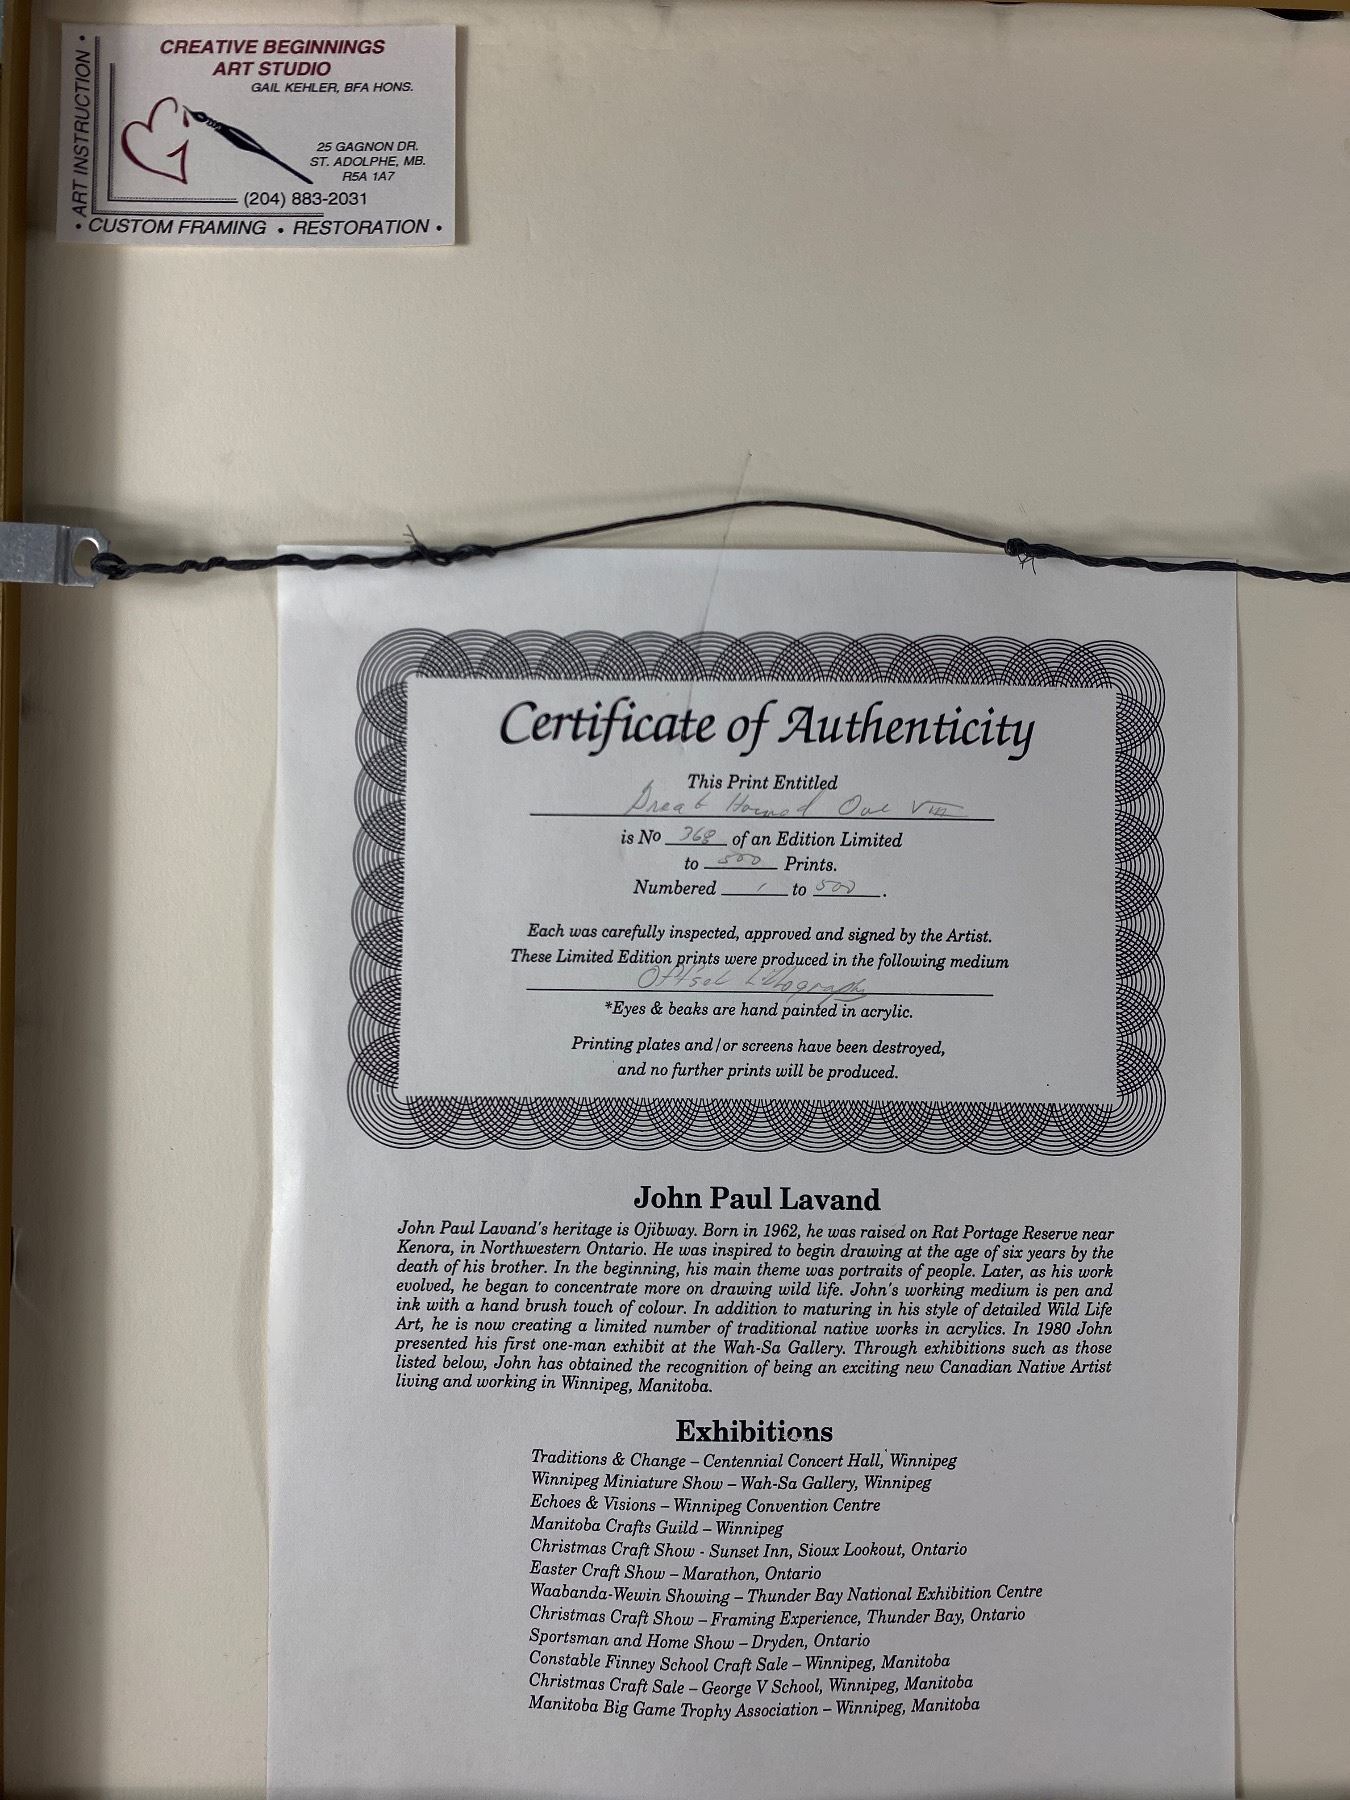 CREATIVE BEGINNINGS
ART STUDIO
GAIL KEHLER, BFA HONS.
• ART INSTRUCTION •
25 GAGNON DR.
ST. ADOLPHE, MB.
R5A 1A7
(204) 883-2031
• CUSTOM FRAMING • RESTORATION •
Certificate of Authenticity
This Print Entitled
Great Horned Owl VIII
is No 368 of an Edition Limited
to 500 Prints.
Numbered 1 to 500.
Each was carefully inspected, approved and signed by the Artist.
These Limited Edition prints were produced in the following medium
Offset Lithography
*Eyes & beaks are hand painted in acrylic.
Printing plates and/or screens have been destroyed,
and no further prints will be produced.
John Paul Lavand
John Paul Lavand's heritage is Ojibway. Born in 1962, he was raised on Rat Portage Reserve near
Kenora, in Northwestern Ontario. He was inspired to begin drawing at the age of six years by the
death of his brother. In the beginning, his main theme was portraits of people. Later, as his work
evolved, he began to concentrate more on drawing wild life. John's working medium is pen and
ink with a hand brush touch of colour. In addition to maturing in his style of detailed Wild Life
Art, he is now creating a limited number of traditional native works in acrylics. In 1980 John
presented his first one-man exhibit at the Wah-Sa Gallery. Through exhibitions such as those
listed below, John has obtained the recognition of being an exciting new Canadian Native Artist
living and working in Winnipeg, Manitoba.
Exhibitions
Traditions & Change – Centennial Concert Hall, Winnipeg
Winnipeg Miniature Show – Wah-Sa Gallery, Winnipeg
Echoes & Visions – Winnipeg Convention Centre
Manitoba Crafts Guild – Winnipeg
Christmas Craft Show - Sunset Inn, Sioux Lookout, Ontario
Easter Craft Show – Marathon, Ontario
Waabanda-Wewin Showing – Thunder Bay National Exhibition Centre
Christmas Craft Show – Framing Experience, Thunder Bay, Ontario
Sportsman and Home Show – Dryden, Ontario
Constable Finney School Craft Sale – Winnipeg, Manitoba
Christmas Craft Sale – George V School, Winnipeg, Manitoba
Manitoba Big Game Trophy Association – Winnipeg, Manitoba